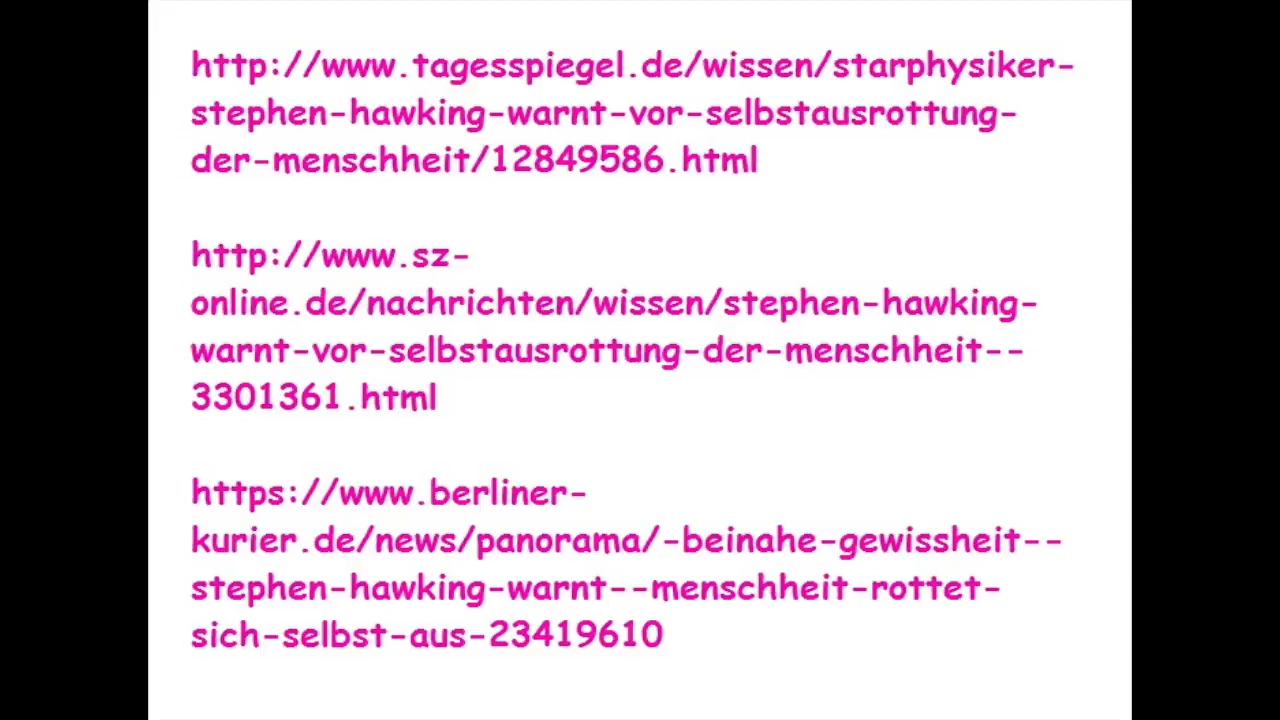 http://www.tagesspiegel.de/wissen/starphysiker-
stephen-hawking-warnt-vor-selbstausrottung-
der-menschheit/12849586.html
http://www.sz-
online.de/nachrichten/wissen/stephen-hawking-
warnt-vor-selbstausrottung-der-menschheit--
3301361.html
https://www.berliner-
kurier.de/news/panorama/-beinahe-gewissheit--
stephen-hawking-warnt--menschheit-rottet-
sich-selbst-aus-23419610